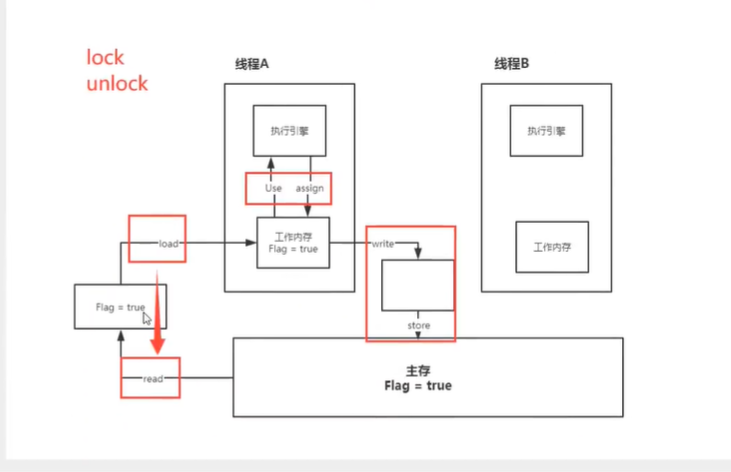 lock
unlock
线程A
线程B
执行引擎
执行引擎
Use
assign
工作内存
Flag = true
工作内存
load
write
Flag = true
store
read
主存
Flag = true